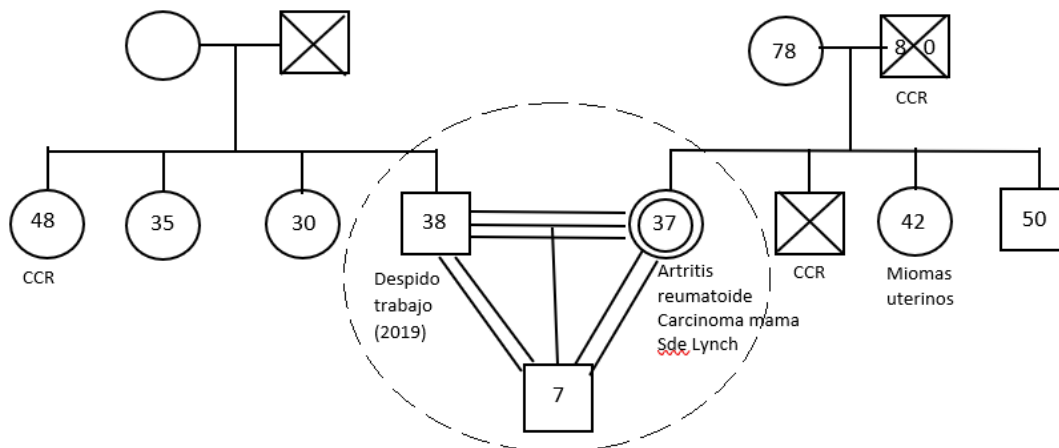 78
8 0
CCR
48
35
30
38
37
42
50
CCR
Despido
trabajo
(2019)
Artritis
reumatoide
Carcinoma mama
Sde Lynch
CCR
Miomas
uterinos
7